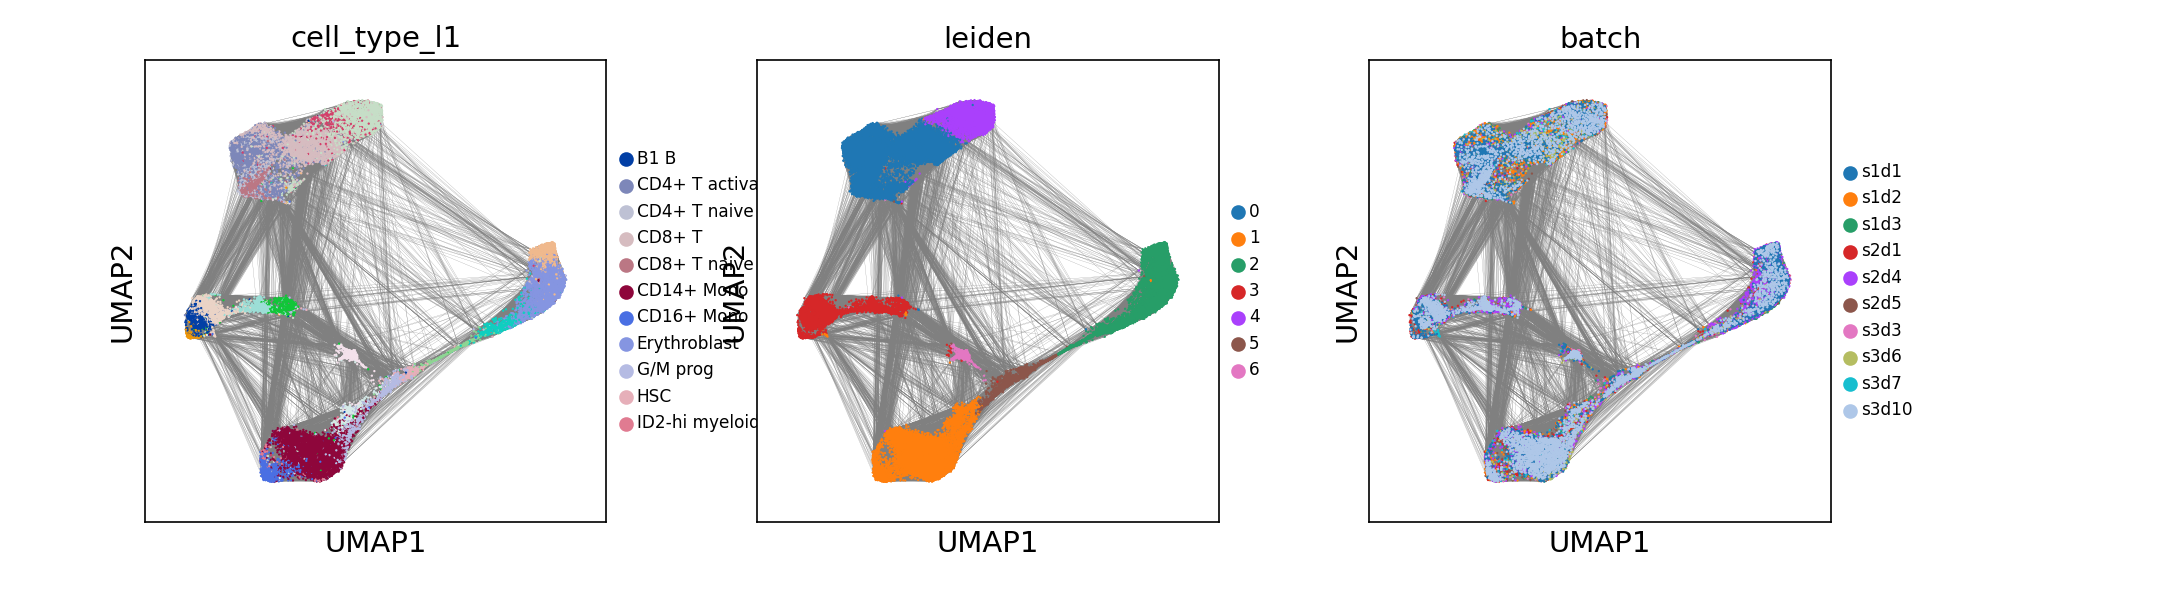 cell_type_l1
leiden
batch
UMAP2
UMAP1
B1 B
CD4+ T activa
CD4+ T naive
CD8+ T
CD8+ T naive
CD14+ Mono
CD16+ Mono
Erythroblast
G/M prog
HSC
ID2-hi myeloid
UMAP2
UMAP1
0
1
2
3
4
5
6
UMAP2
UMAP1
s1d1
s1d2
s1d3
s2d1
s2d4
s2d5
s3d3
s3d6
s3d7
s3d10